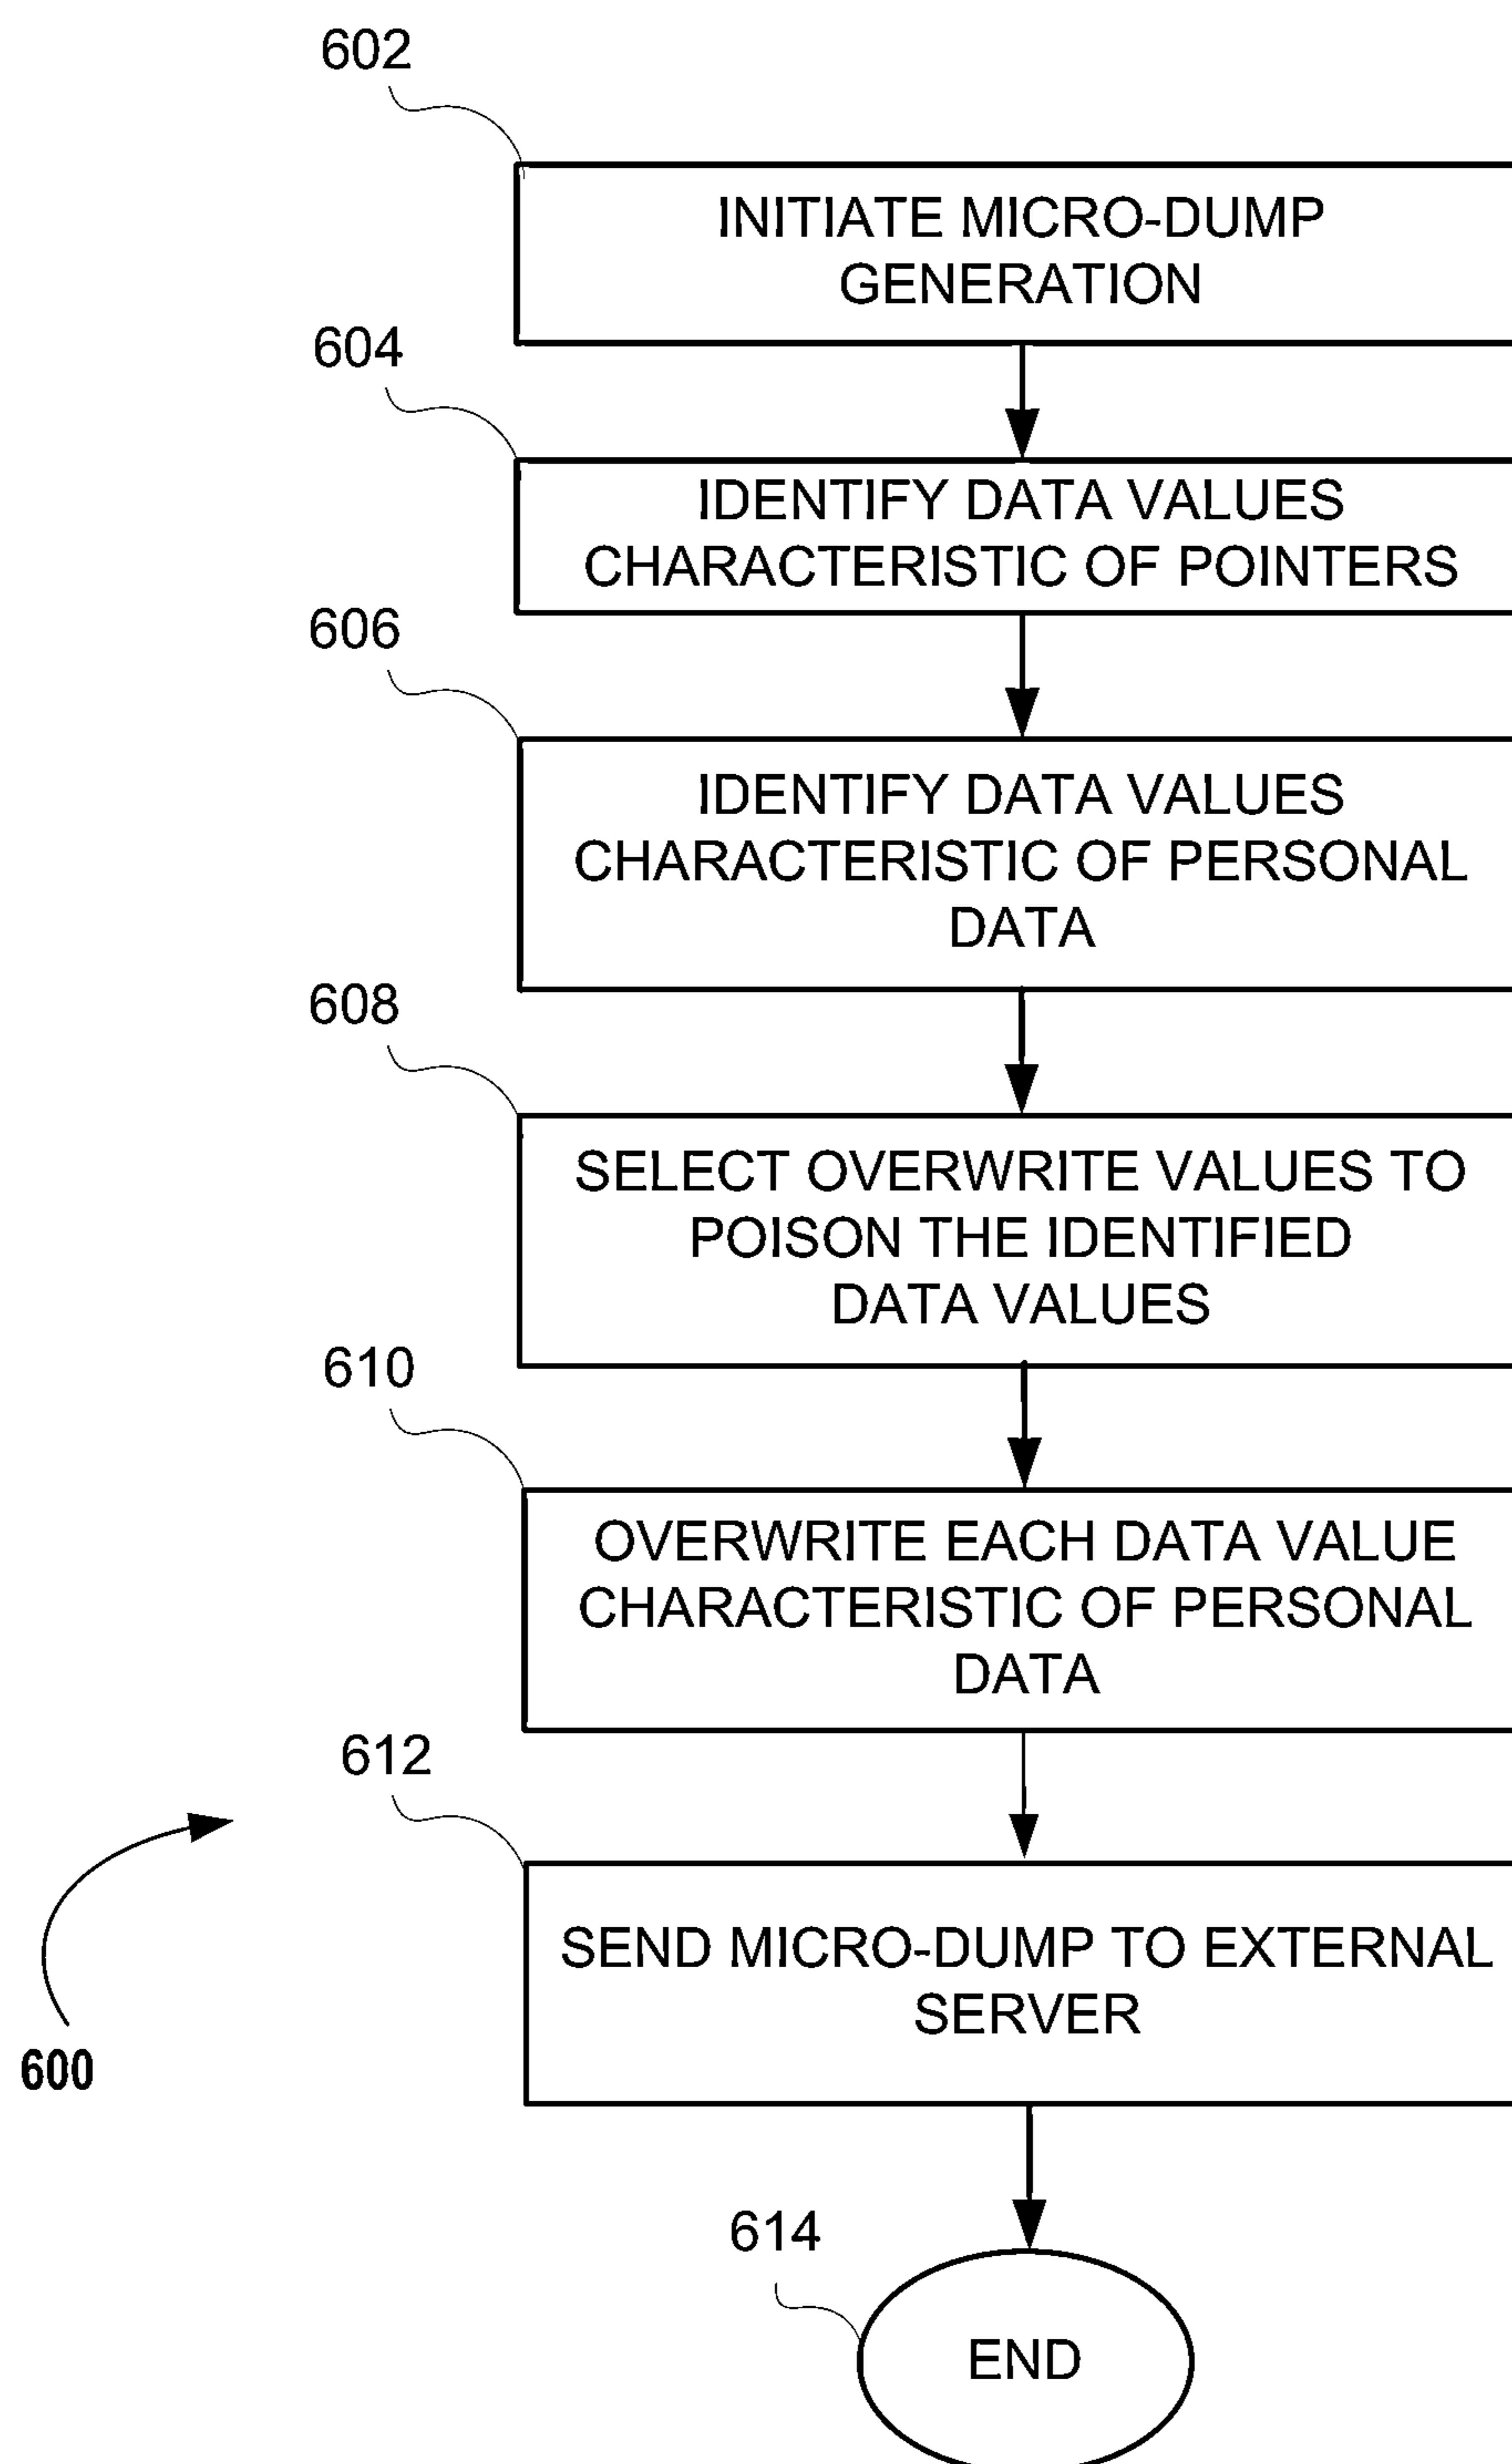 602
INITIATE MICRO-DUMP
GENERATION
604
IDENTIFY DATA VALUES
CHARACTERISTIC OF POINTERS
606
IDENTIFY DATA VALUES
CHARACTERISTIC OF PERSONAL
DATA
608
SELECT OVERWRITE VALUES TO
POISON THE IDENTIFIED
DATA VALUES
610
OVERWRITE EACH DATA VALUE
CHARACTERISTIC OF PERSONAL
DATA
612
SEND MICRO-DUMP TO EXTERNAL
SERVER
600
614
END